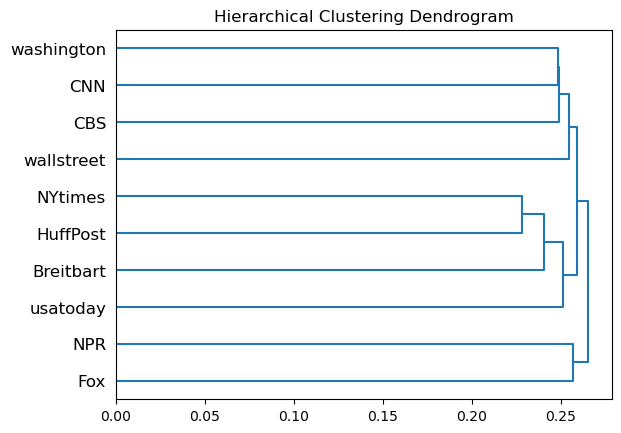 Hierarchical Clustering Dendrogram
washington
CNN
CBS
wallstreet
NYtimes
HuffPost
Breitbart
usatoday
NPR
Fox
0.00 0.05 0.10 0.15 0.20 0.25